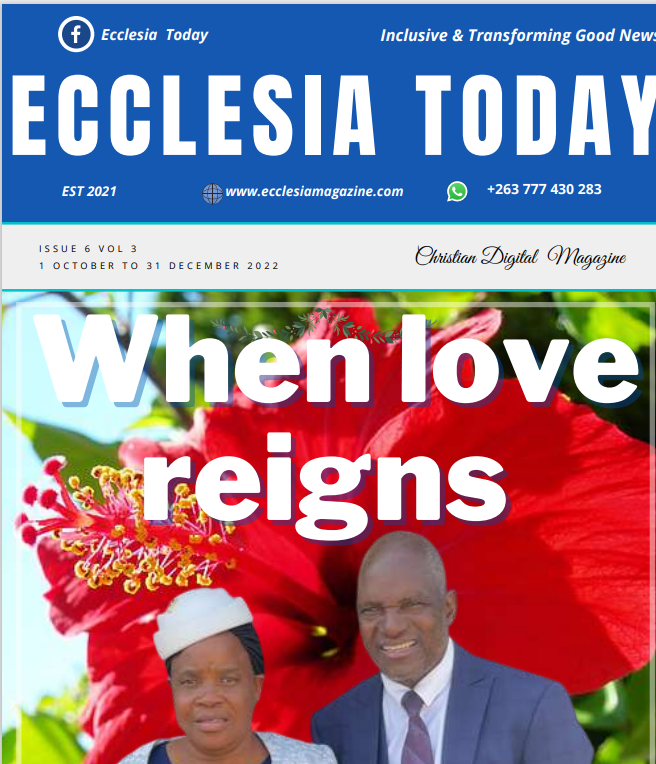 Ecclesia Today
Inclusive & Transforming Good News
ECCLESIA TODAY
EST 2021
www.ecclesiamagazine.com
+263 777 430 283
ISSUE 6 VOL 3
1 OCTOBER TO 31 DECEMBER 2022
Christian Digital Magazine
When love
reigns